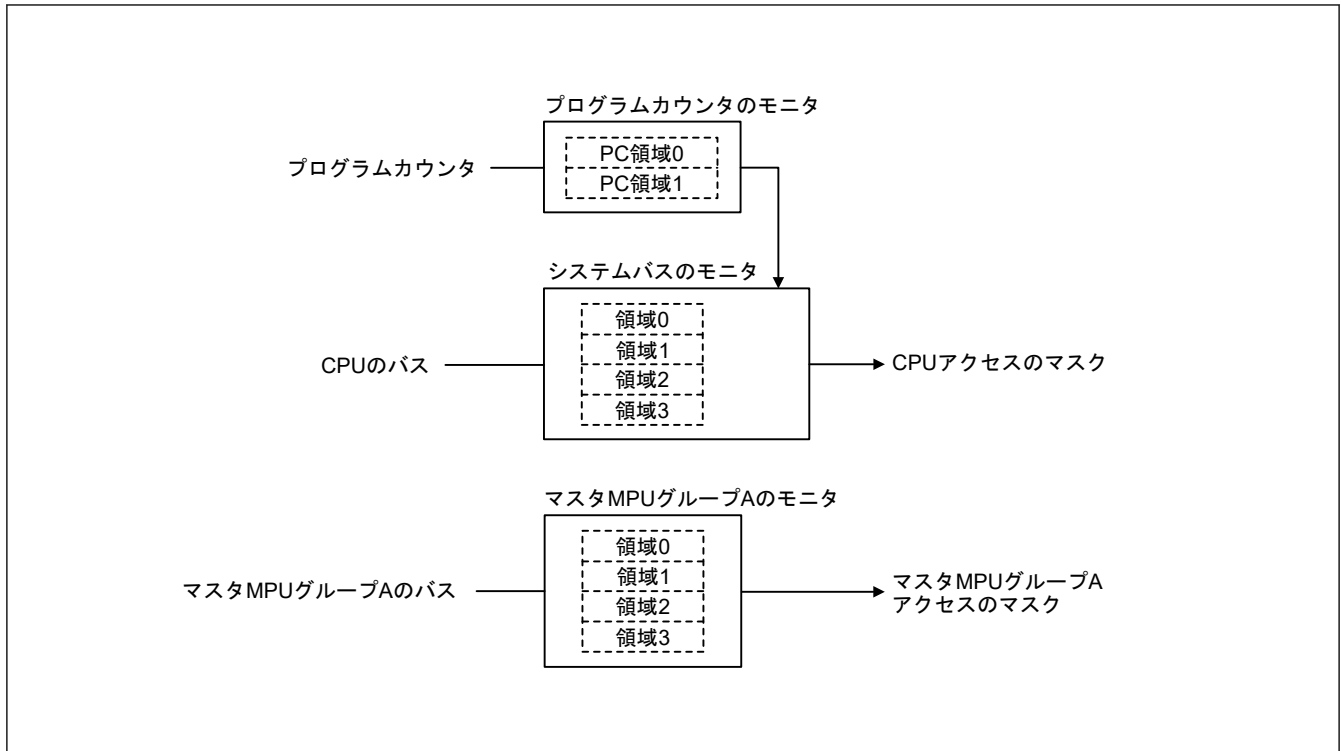 プログラムカウンタのモニタ
プログラムカウンタ
PC領域0
PC領域1
システムバスのモニタ
CPUのバス
領域0
領域1
領域2
領域3
CPUアクセスのマスク
マスタMPUグループAのモニタ
マスタMPUグループAのバス
領域0
領域1
領域2
領域3
マスタMPUグループA
アクセスのマスク